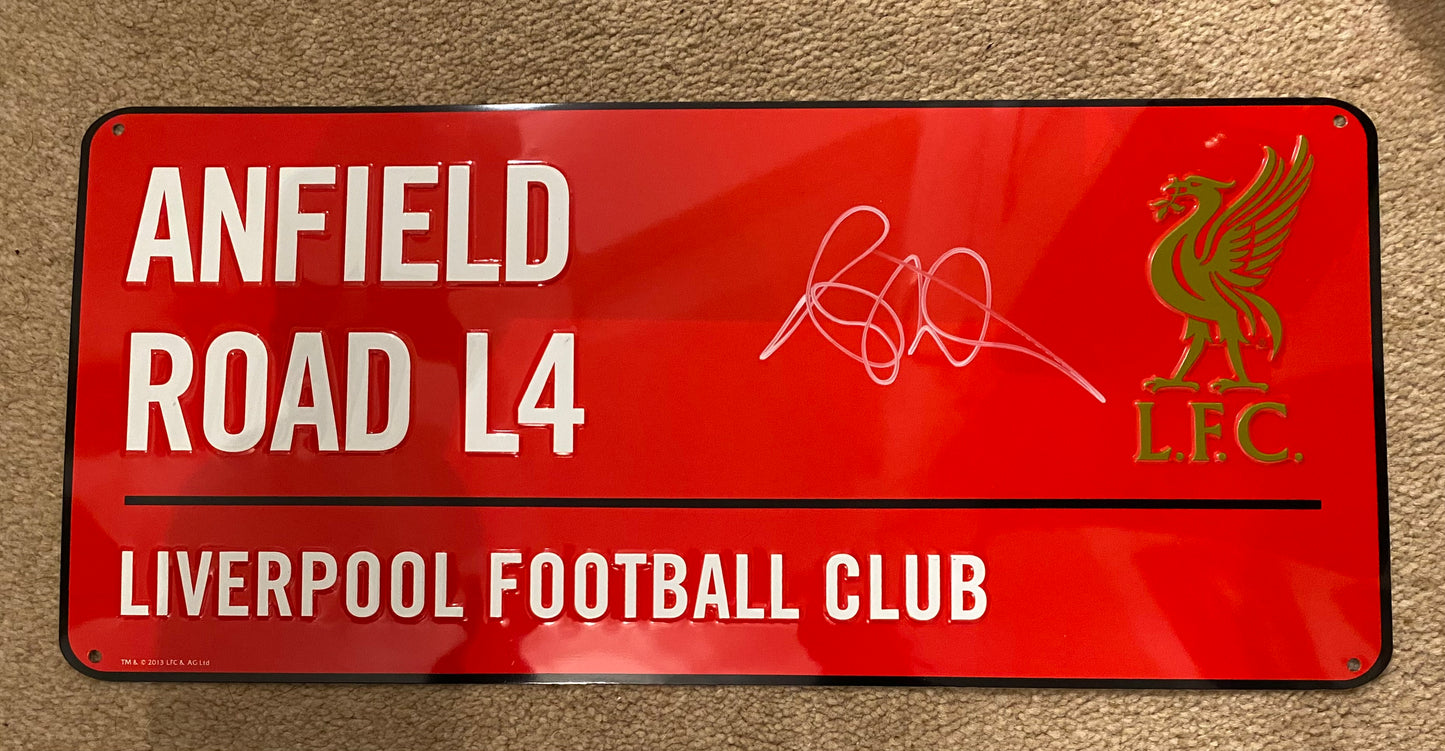 ANFIELD
ROAD L4
L.F.C.
LIVERPOOL FOOTBALL CLUB
TM & © 2013 LFC & AG Ltd